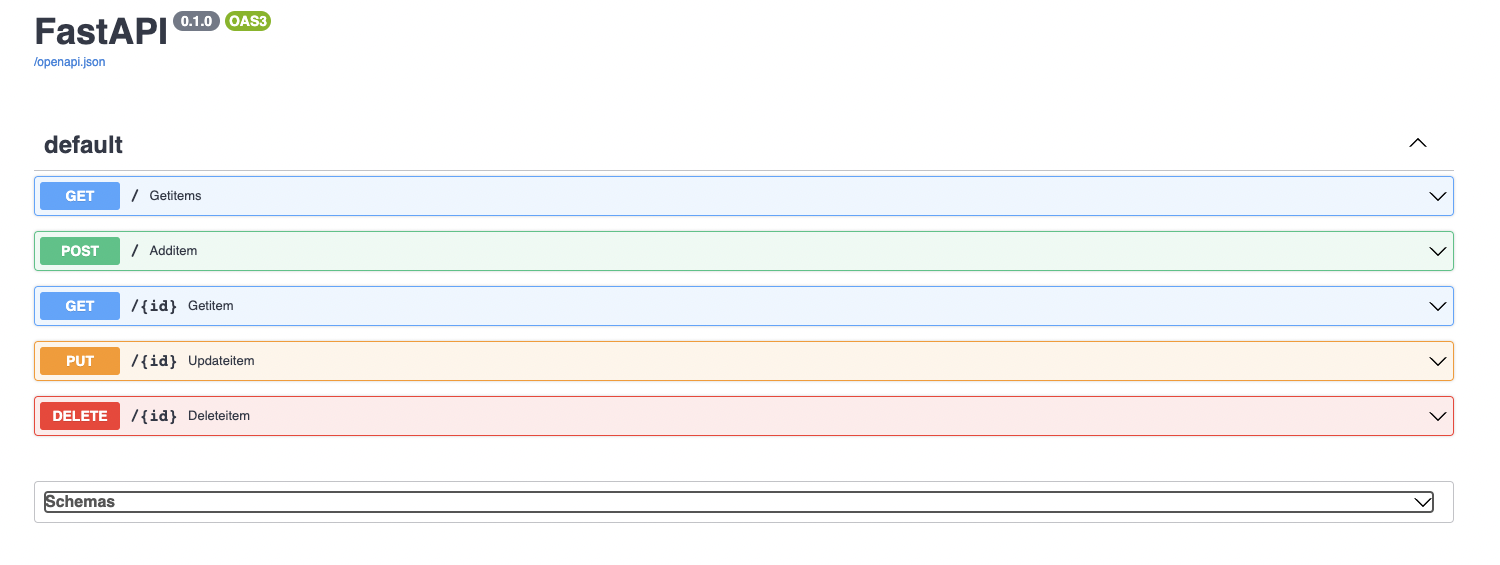 FastAPI 0.1.0 OAS3
/openapi.json
default
GET / Getitems
POST / Additem
GET /{id} Getitem
PUT /{id} Updateitem
DELETE /{id} Deleteitem
Schemas